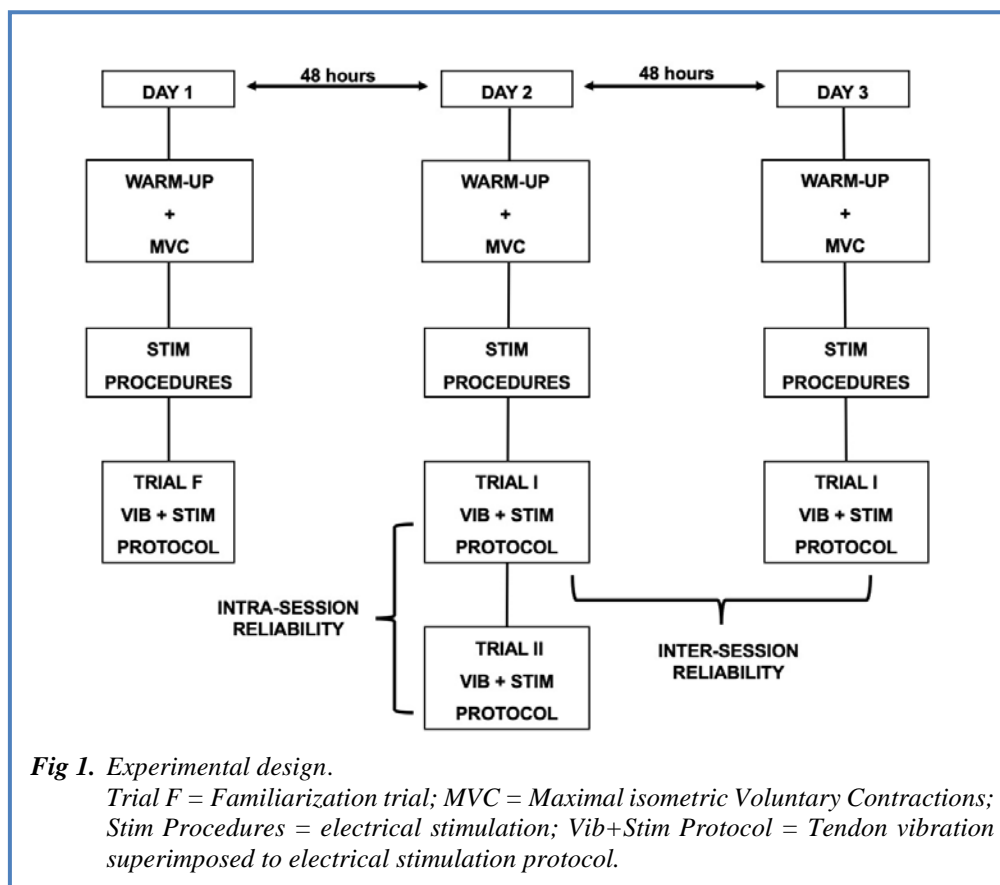 48 hours
48 hours
DAY 1
DAY 2
DAY 3
WARM-UP
+
MVC
WARM-UP
+
MVC
WARM-UP
+
MVC
STIM
PROCEDURES
STIM
PROCEDURES
STIM
PROCEDURES
TRIAL F
VIB + STIM
PROTOCOL
TRIAL I
VIB + STIM
PROTOCOL
TRIAL I
VIB + STIM
PROTOCOL
INTRA-SESSION
RELIABILITY
TRIAL II
VIB + STIM
PROTOCOL
INTER-SESSION
RELIABILITY
Fig 1. Experimental design.
Trial F = Familiarization trial; MVC = Maximal isometric Voluntary Contractions;
Stim Procedures = electrical stimulation; Vib+Stim Protocol = Tendon vibration
superimposed to electrical stimulation protocol.